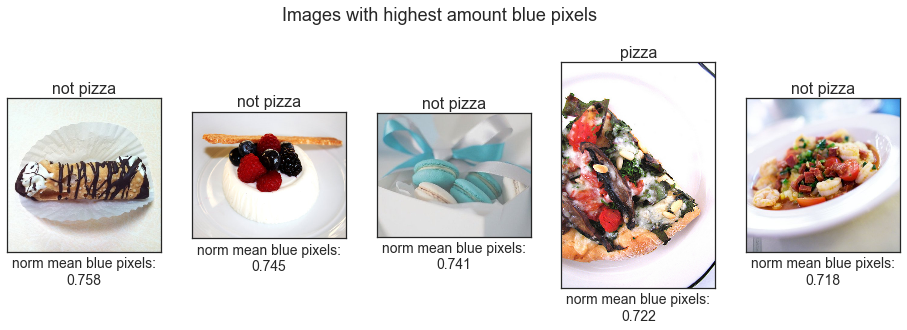 Images with highest amount blue pixels
not pizza
norm mean blue pixels:
0.758
not pizza
norm mean blue pixels:
0.745
not pizza
norm mean blue pixels:
0.741
pizza
norm mean blue pixels:
0.722
not pizza
norm mean blue pixels:
0.718